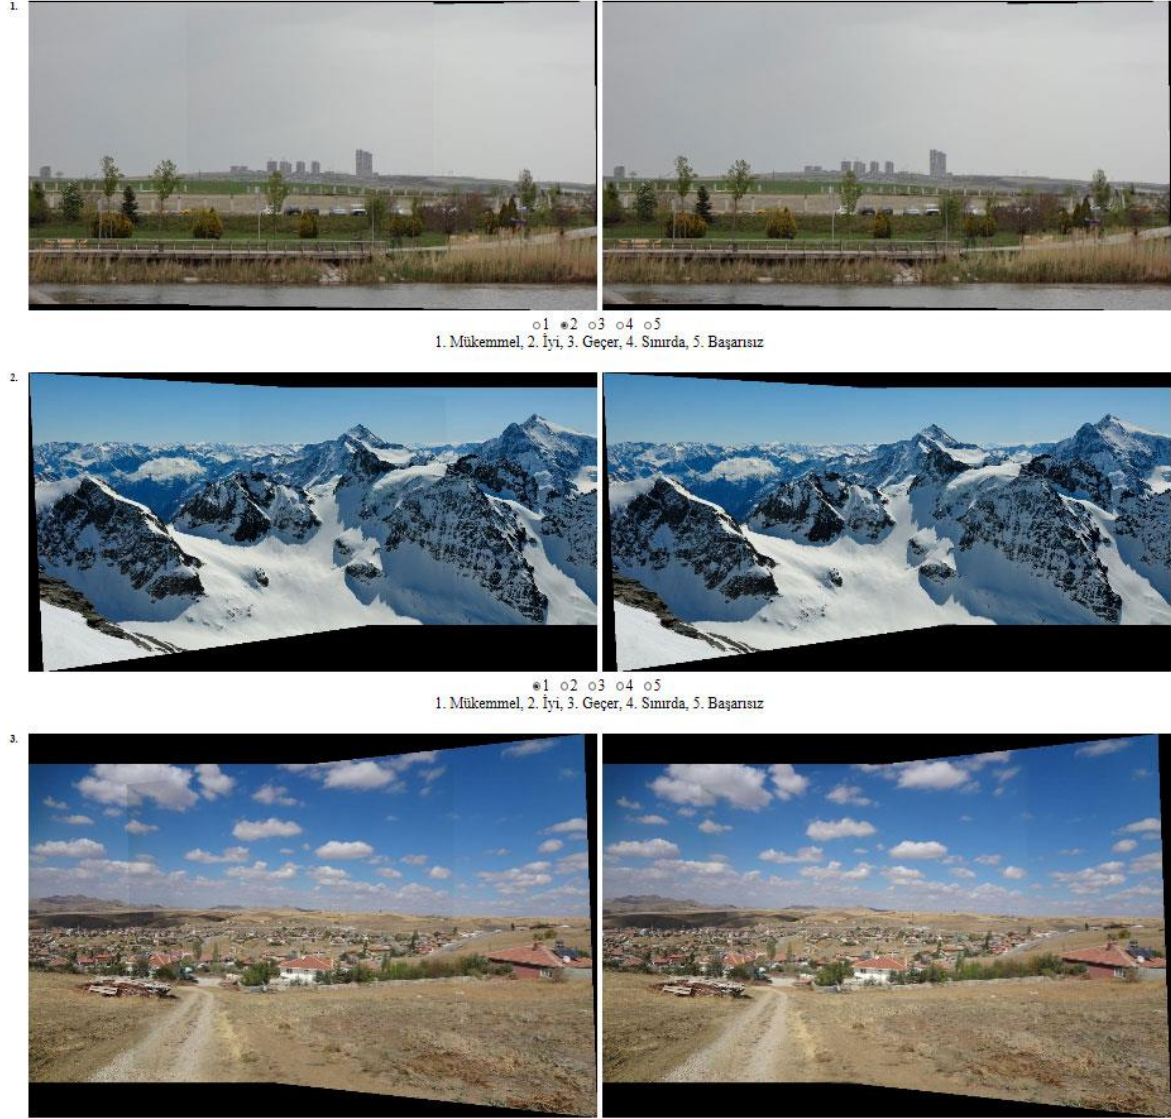 1.
1 2 3 4 5
1. Mükemmel, 2. İyi, 3. Geçer, 4. Sınırda, 5. Başarısız
2.
1 2 3 4 5
1. Mükemmel, 2. İyi, 3. Geçer, 4. Sınırda, 5. Başarısız
3.